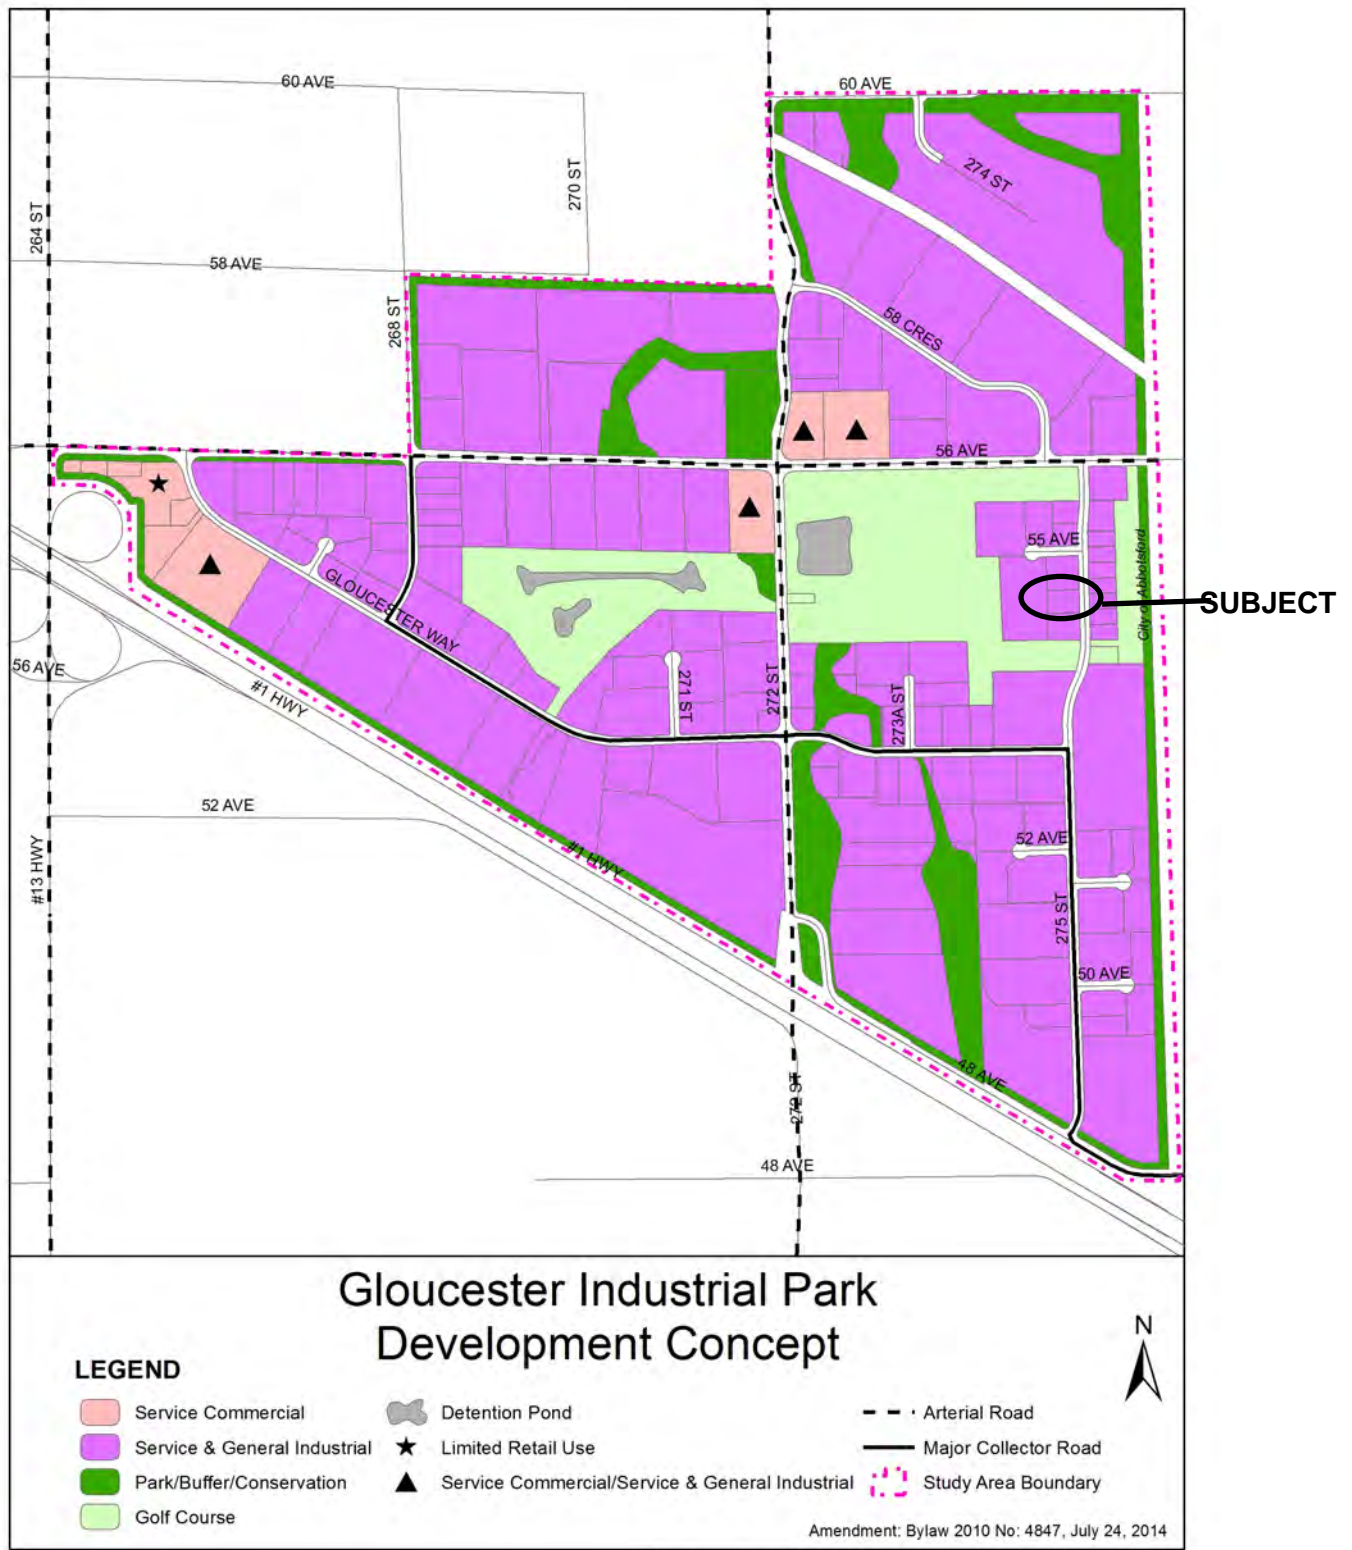 60 AVE
60 AVE
270 ST
274 ST
264 ST
58 AVE
268 ST
58 CRES
56 AVE
55 AVE
City of Abbotsford
SUBJECT
GLOUCESTER WAY
56 AVE
#1 HWY
271 ST
272 ST
273A ST
52 AVE
#1 HWY
52 AVE
#13 HWY
275 ST
50 AVE
48 AVE
272 ST
48 AVE
Gloucester Industrial Park
Development Concept
N
LEGEND
Service Commercial
Detention Pond
Arterial Road
Service & General Industrial
Limited Retail Use
Major Collector Road
Park/Buffer/Conservation
Service Commercial/Service & General Industrial
Study Area Boundary
Golf Course
Amendment: Bylaw 2010 No: 4847, July 24, 2014